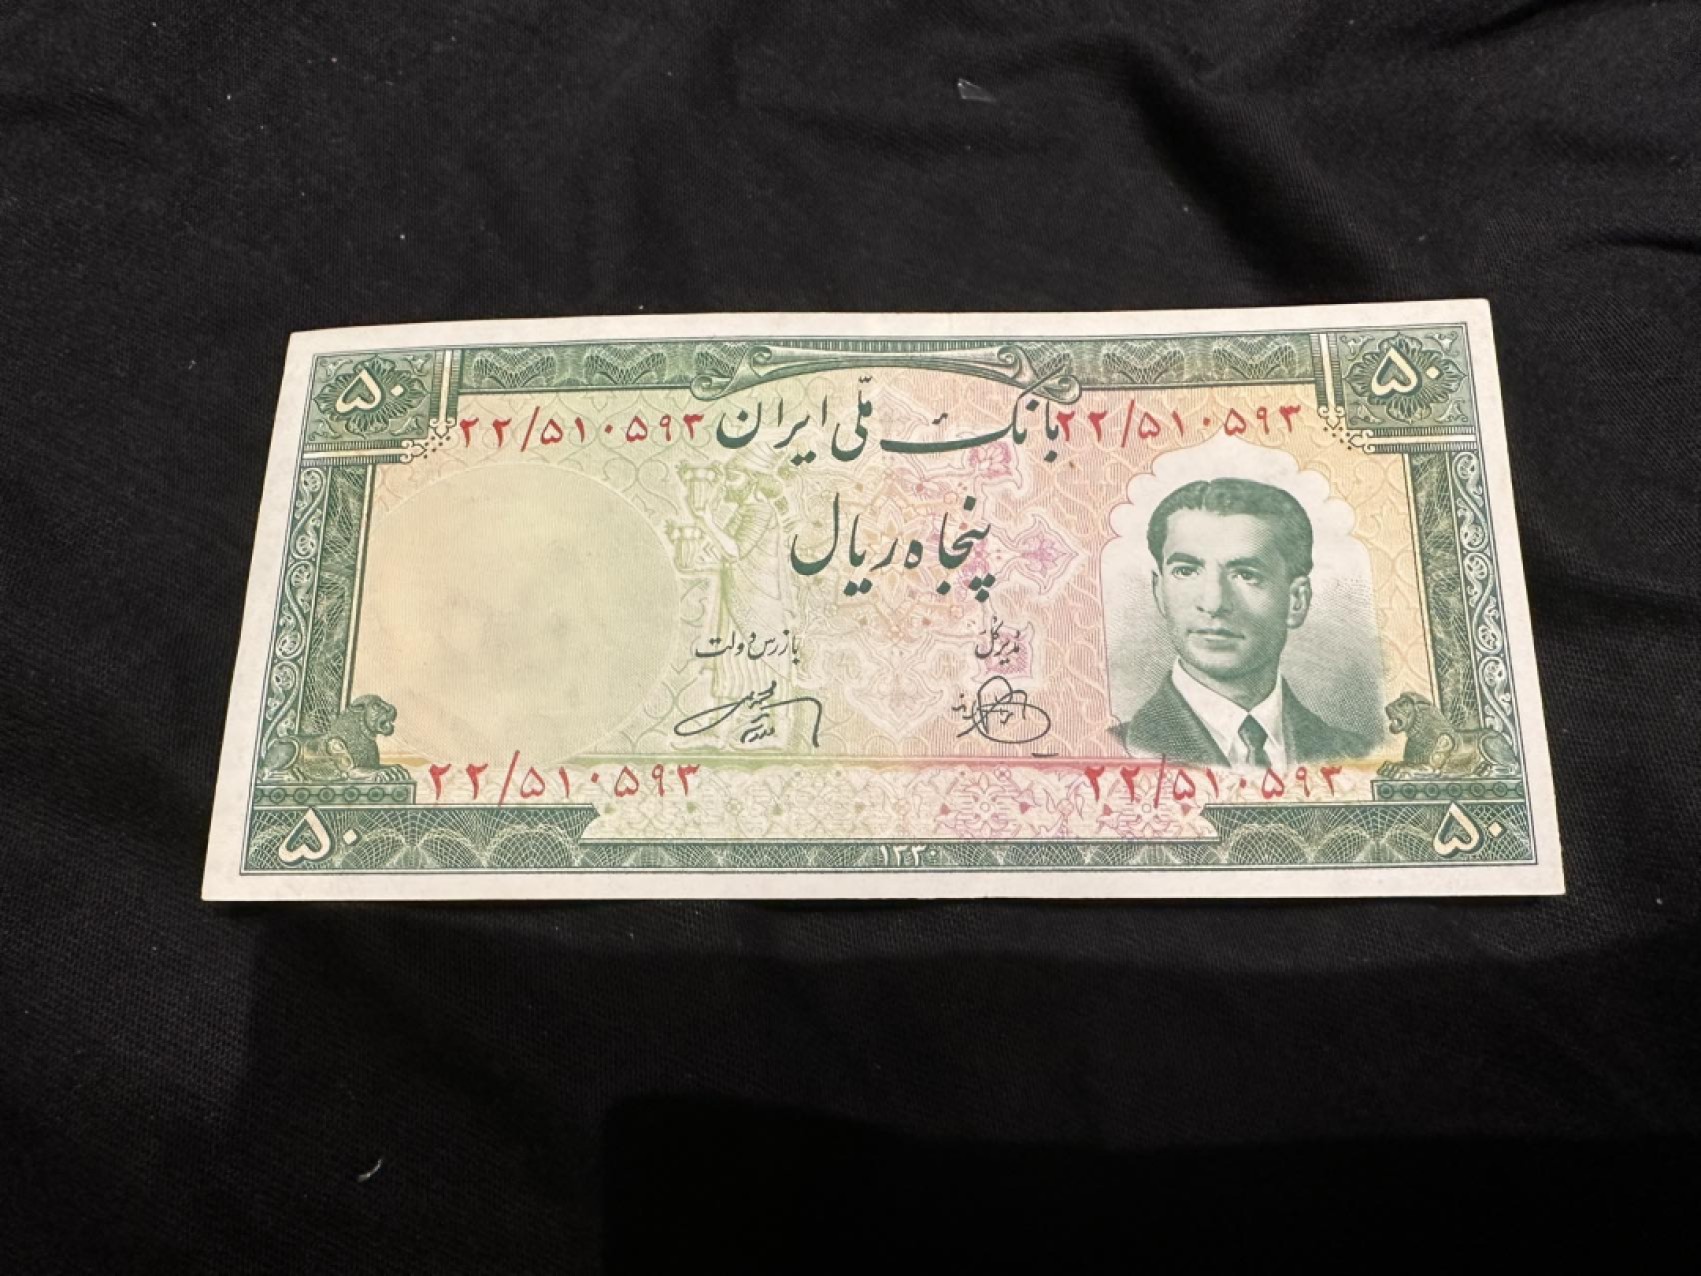 ۵۰
۵۰
۲۲/۵۱۰۵۹۳
بانک ملّی ایران
۲۲/۵۱۰۵۹۳
پنجاه ریال
مدیر کل
بازرس دولت
۲۲/۵۱۰۵۹۳
۲۲/۵۱۰۵۹۳
۵۰
۱۳۳۰
۵۰